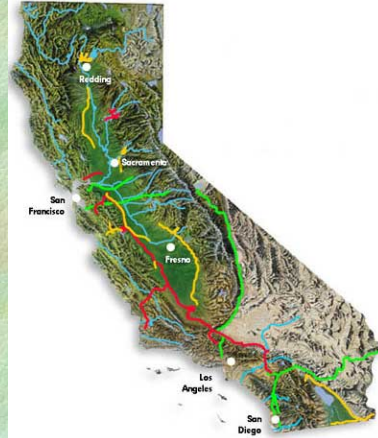 Redding
Sacramento
San
Francisco
Fresno
Los
Angeles
San
Diego